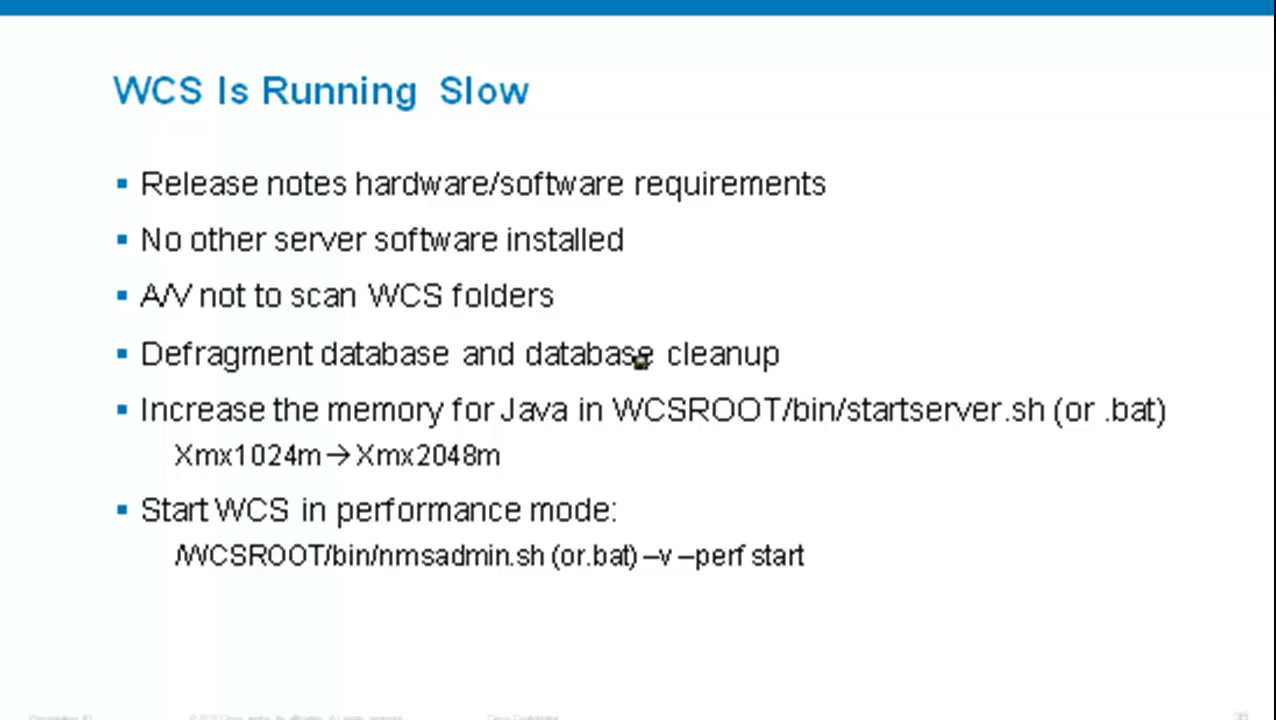 WCS Is Running Slow
Release notes hardware/software requirements
No other server software installed
A/V not to scan WCS folders
Defragment database and database cleanup
Increase the memory for Java in WCSROOT/bin/startserver.sh (or .bat)
Xmx1024m→Xmx2048m
Start WCS in performance mode:
/WCSROOT/bin/nmsadmin.sh (or.bat) –v –perf start